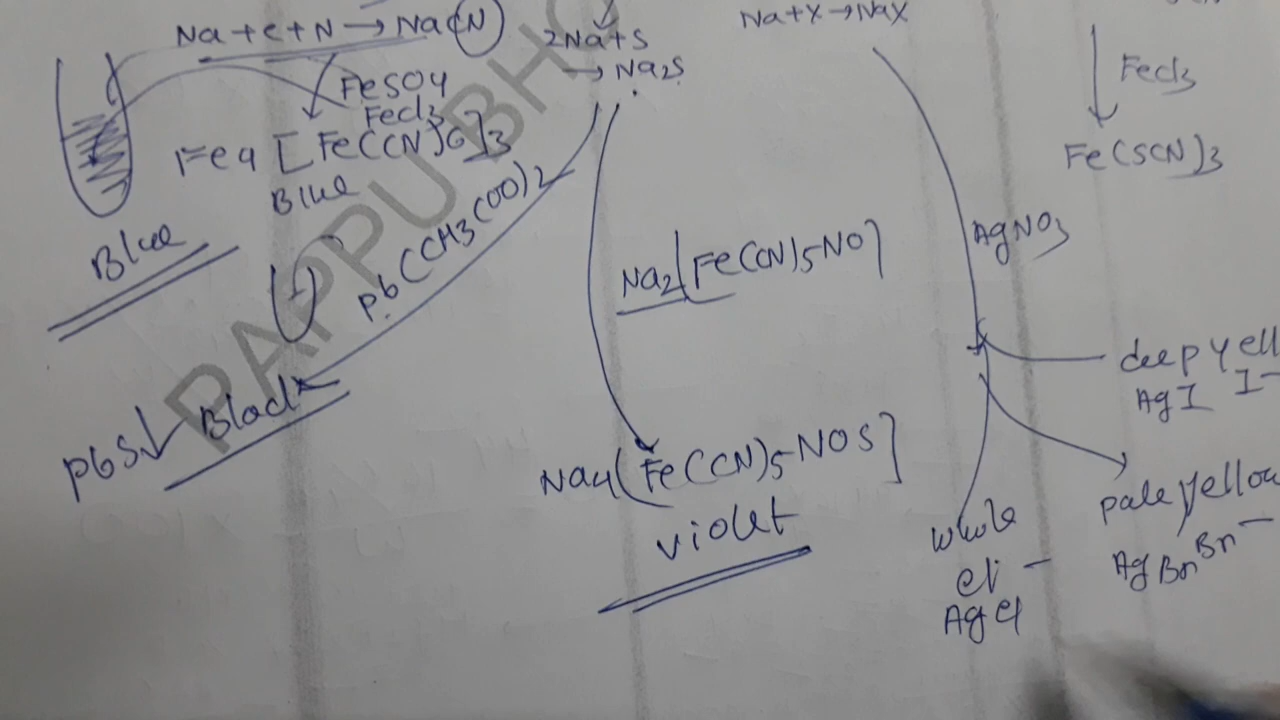 Na+C+N→NaCN
FeSO4
FeCl3
Fe4[Fe(CN)6]3
Blue
Blue
2Na+S
→Na2S
Pb(CH3COO)2
PbS↓ Black
Na2[Fe(CN)5NO]
Na4[Fe(CN)5NOS]
violet
Na+X→NaX
AgNO3
deep yell
AgI I−
pale yellow
AgBr Br−
Cl−
AgCl
FeCl3
Fe(SCN)3
PAPPU BH